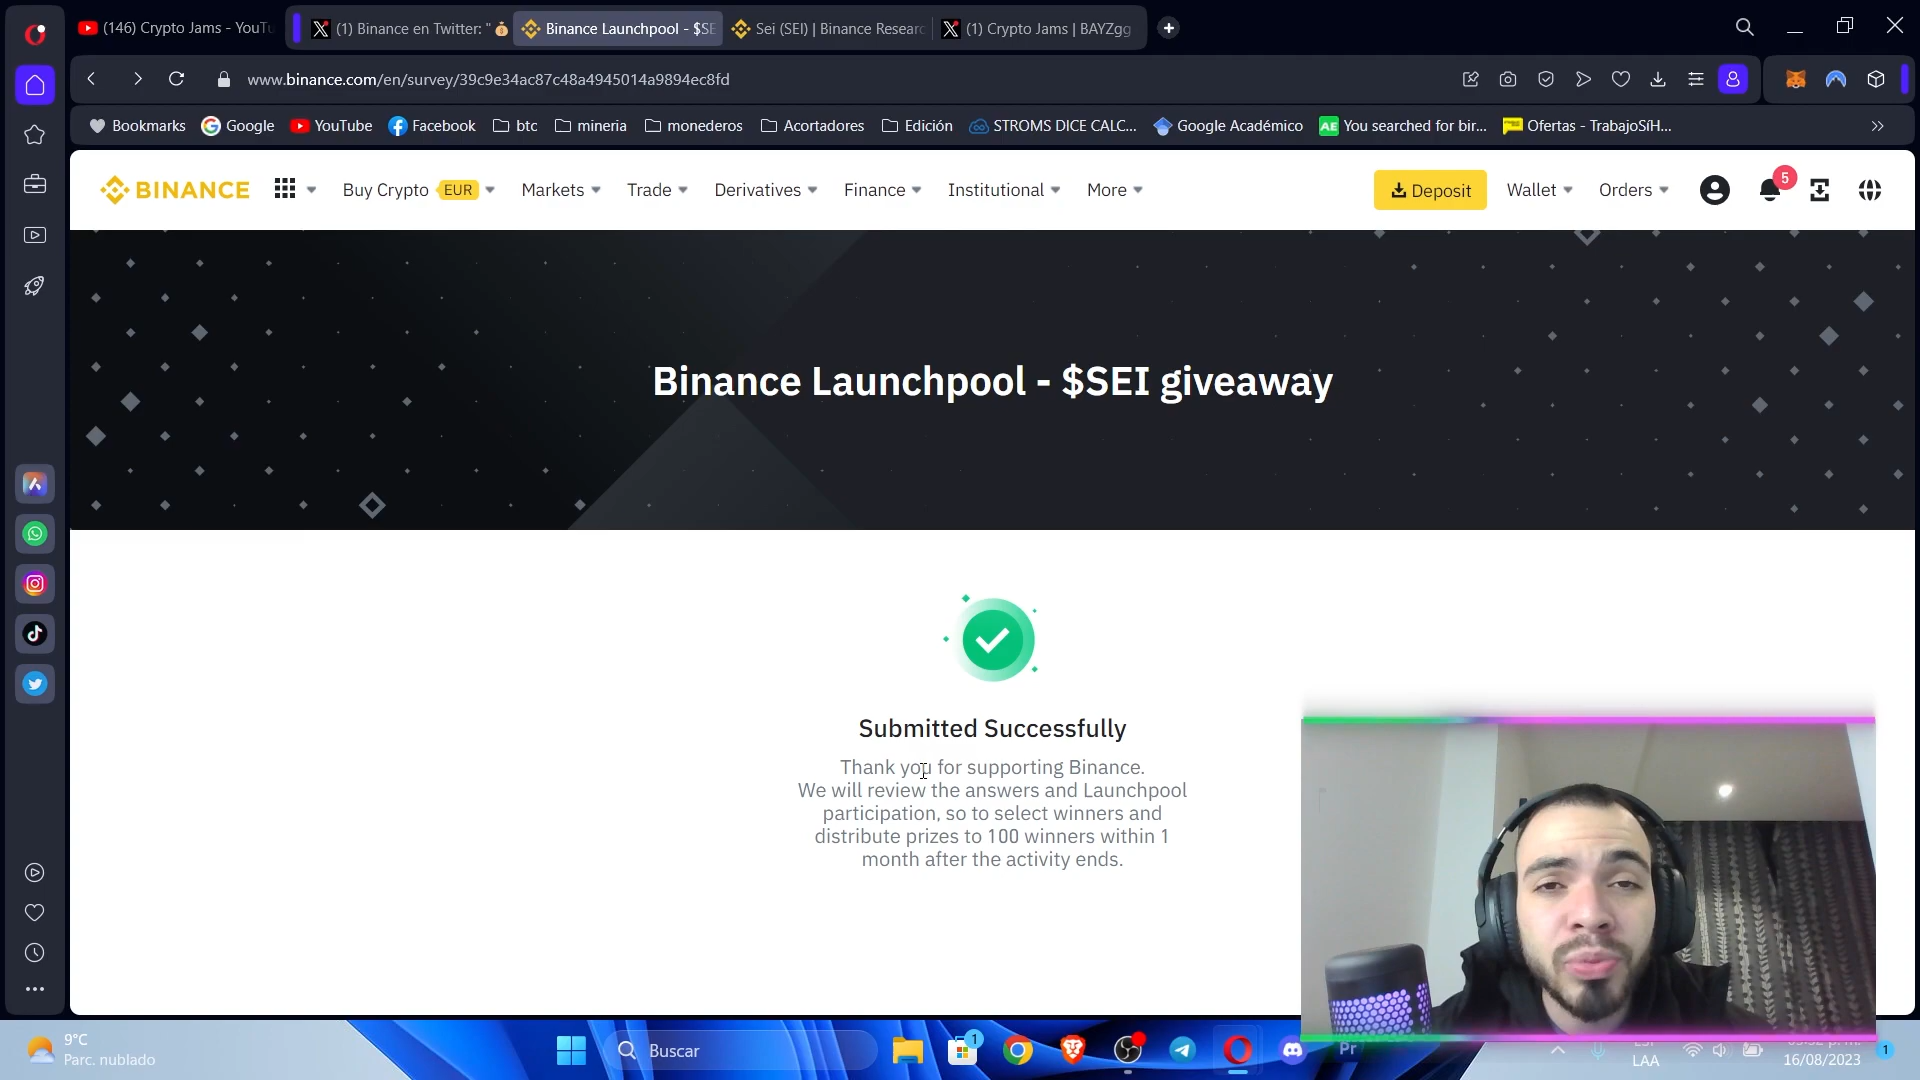 (146) Crypto Jams - YouTu
(1) Binance en Twitter: "
Binance Launchpool - $SE
Sei (SEI) | Binance Researc
(1) Crypto Jams | BAYZgg
www.binance.com/en/survey/39c9e34ac87c48a4945014a9894ec8fd
Bookmarks
Google
YouTube
Facebook
btc
mineria
monederos
Acortadores
Edición
STROMS DICE CALC...
Google Académico
AE
You searched for bir...
Ofertas - TrabajoSíH...
BINANCE
Buy Crypto EUR
Markets
Trade
Derivatives
Finance
Institutional
More
Deposit
Wallet
Orders
5
Binance Launchpool - $SEI giveaway
Submitted Successfully
Thank you for supporting Binance.
We will review the answers and Launchpool
participation, so to select winners and
distribute prizes to 100 winners within 1
month after the activity ends.
9°C
Parc. nublado
Buscar
1
Pr
LAA
16/08/2023
1